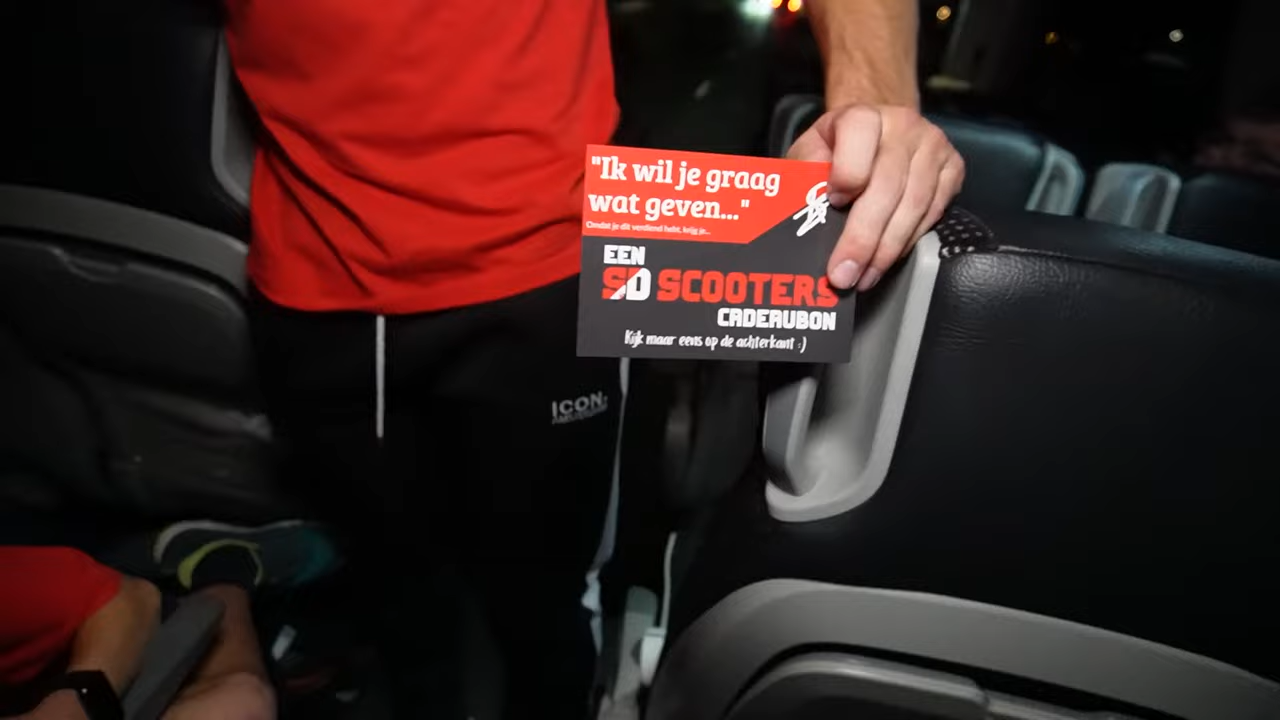 "Ik wil je graag
wat geven..."
Omdat je dit verdiend hebt, krijg je...
EEN
SD SCOOTERS
CADEAUBON
Kijk maar eens op de achterkant :)
ICON.